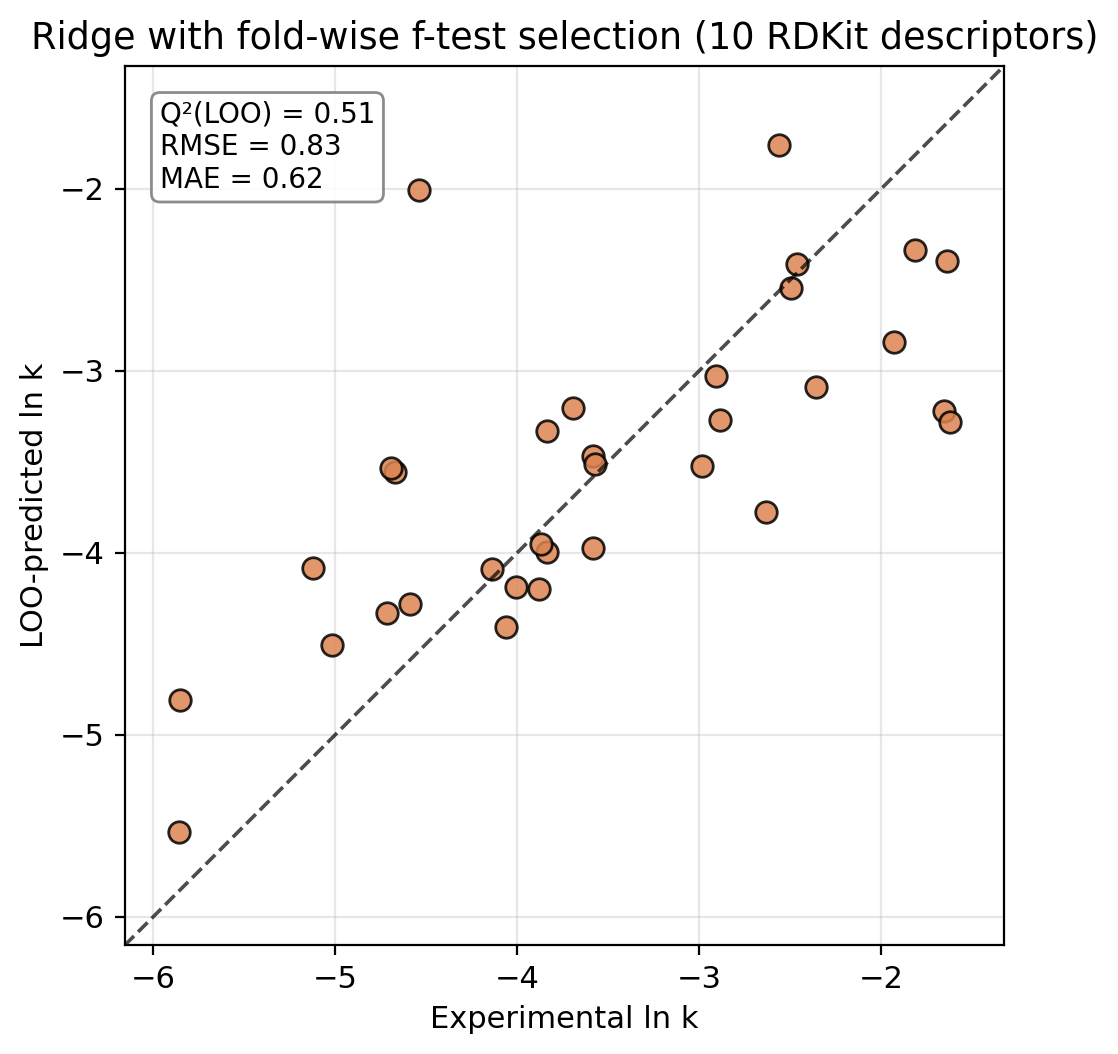 Ridge with fold-wise f-test selection (10 RDKit descriptors)
Q²(LOO) = 0.51
RMSE = 0.83
MAE = 0.62
LOO-predicted ln k
−2
−3
−4
−5
−6
−6
−5
−4
−3
−2
Experimental ln k